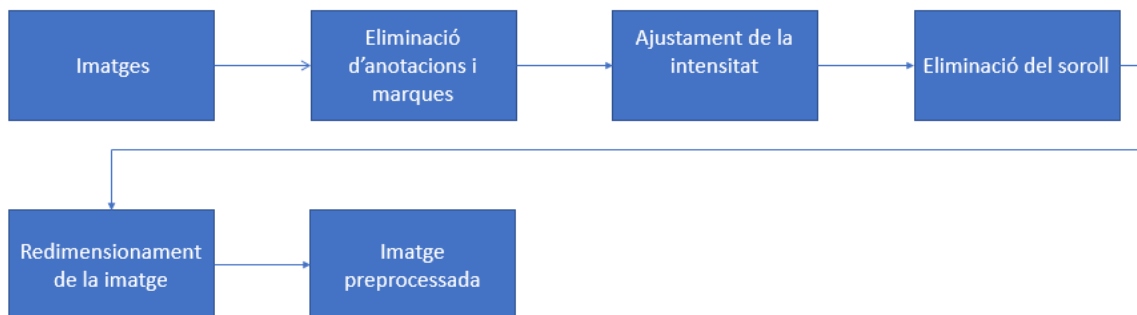 Imatges
Eliminació
d'anotacions i
marques
Ajustament de la
intensitat
Eliminació del soroll
Redimensionament
de la imatge
Imatge
preprocessada